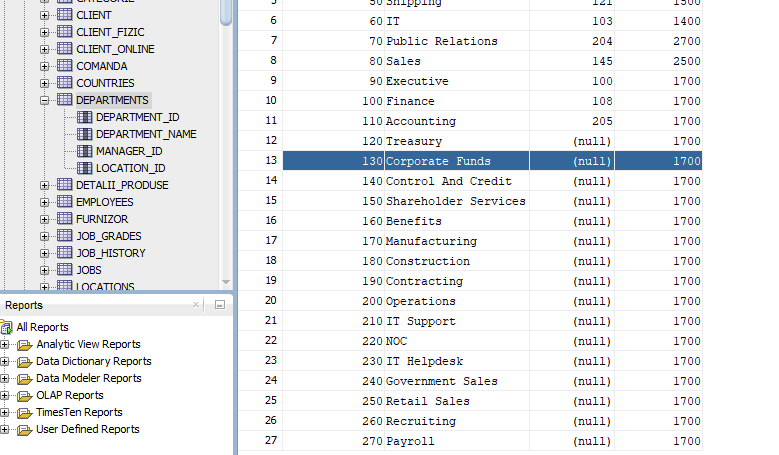 CATEGORIE
CLIENT
CLIENT_FIZIC
CLIENT_ONLINE
COMANDA
COUNTRIES
DEPARTMENTS
DEPARTMENT_ID
DEPARTMENT_NAME
MANAGER_ID
LOCATION_ID
DETALII_PRODUSE
EMPLOYEES
FURNIZOR
JOB_GRADES
JOB_HISTORY
JOBS
LOCATIONS
Reports
All Reports
Analytic View Reports
Data Dictionary Reports
Data Modeler Reports
OLAP Reports
TimesTen Reports
User Defined Reports
5 50 Shipping 121 1500
6 60 IT 103 1400
7 70 Public Relations 204 2700
8 80 Sales 145 2500
9 90 Executive 100 1700
10 100 Finance 108 1700
11 110 Accounting 205 1700
12 120 Treasury (null) 1700
13 130 Corporate Funds (null) 1700
14 140 Control And Credit (null) 1700
15 150 Shareholder Services (null) 1700
16 160 Benefits (null) 1700
17 170 Manufacturing (null) 1700
18 180 Construction (null) 1700
19 190 Contracting (null) 1700
20 200 Operations (null) 1700
21 210 IT Support (null) 1700
22 220 NOC (null) 1700
23 230 IT Helpdesk (null) 1700
24 240 Government Sales (null) 1700
25 250 Retail Sales (null) 1700
26 260 Recruiting (null) 1700
27 270 Payroll (null) 1700